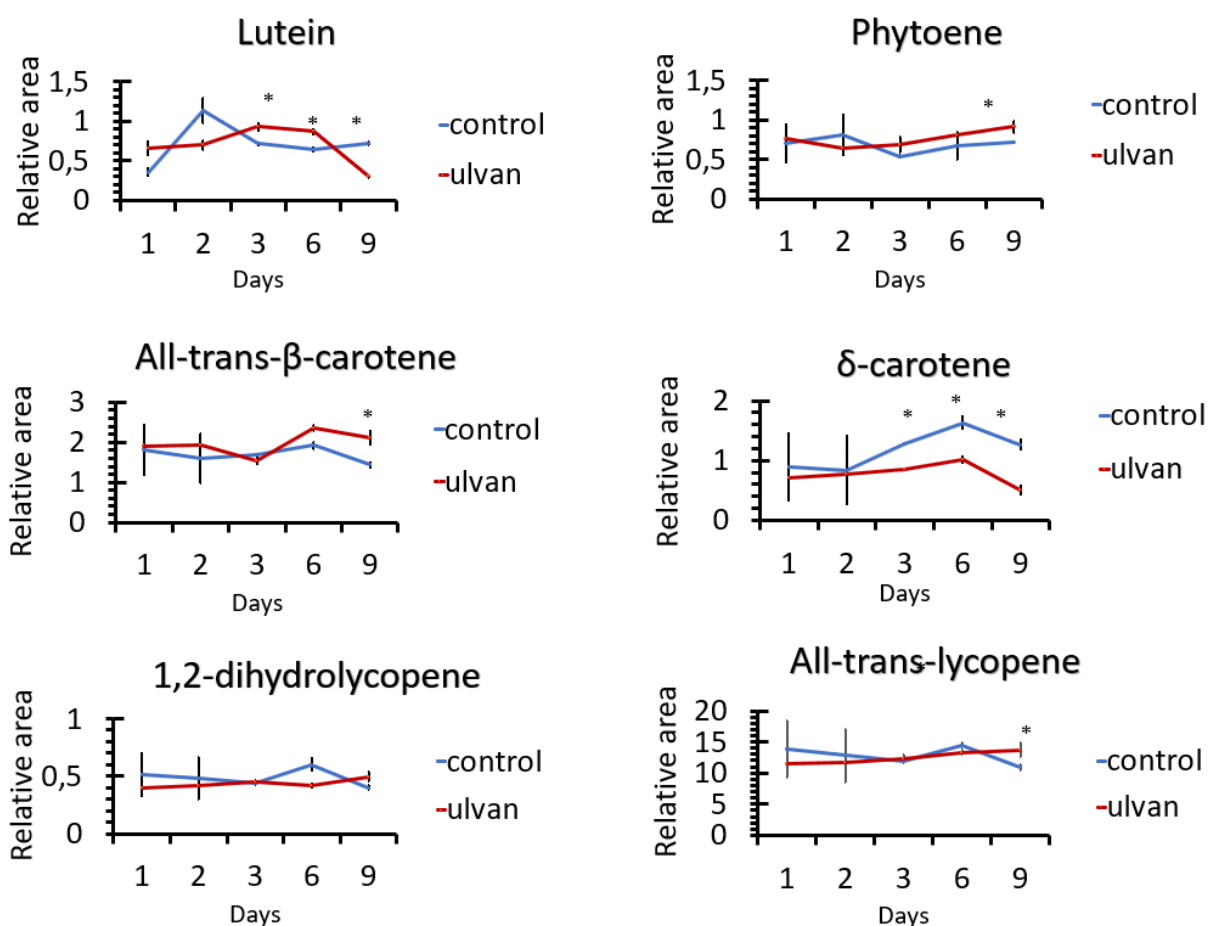 Lutein
Relative area
1,5
1
0,5
0
* * *
control
ulvan
1 2 3 6 9
Days
Phytoene
Relative area
1,5
1
0,5
0
*
control
ulvan
1 2 3 6 9
Days
All-trans-β-carotene
Relative area
3
2
1
0
*
control
ulvan
1 2 3 6 9
Days
δ-carotene
Relative area
2
1
0
* * *
control
ulvan
1 2 3 6 9
Days
1,2-dihydrolycopene
Relative area
1
0,5
0
control
ulvan
1 2 3 6 9
Days
All-trans-lycopene
*
Relative area
20
15
10
5
0
*
control
ulvan
1 2 3 6 9
Days